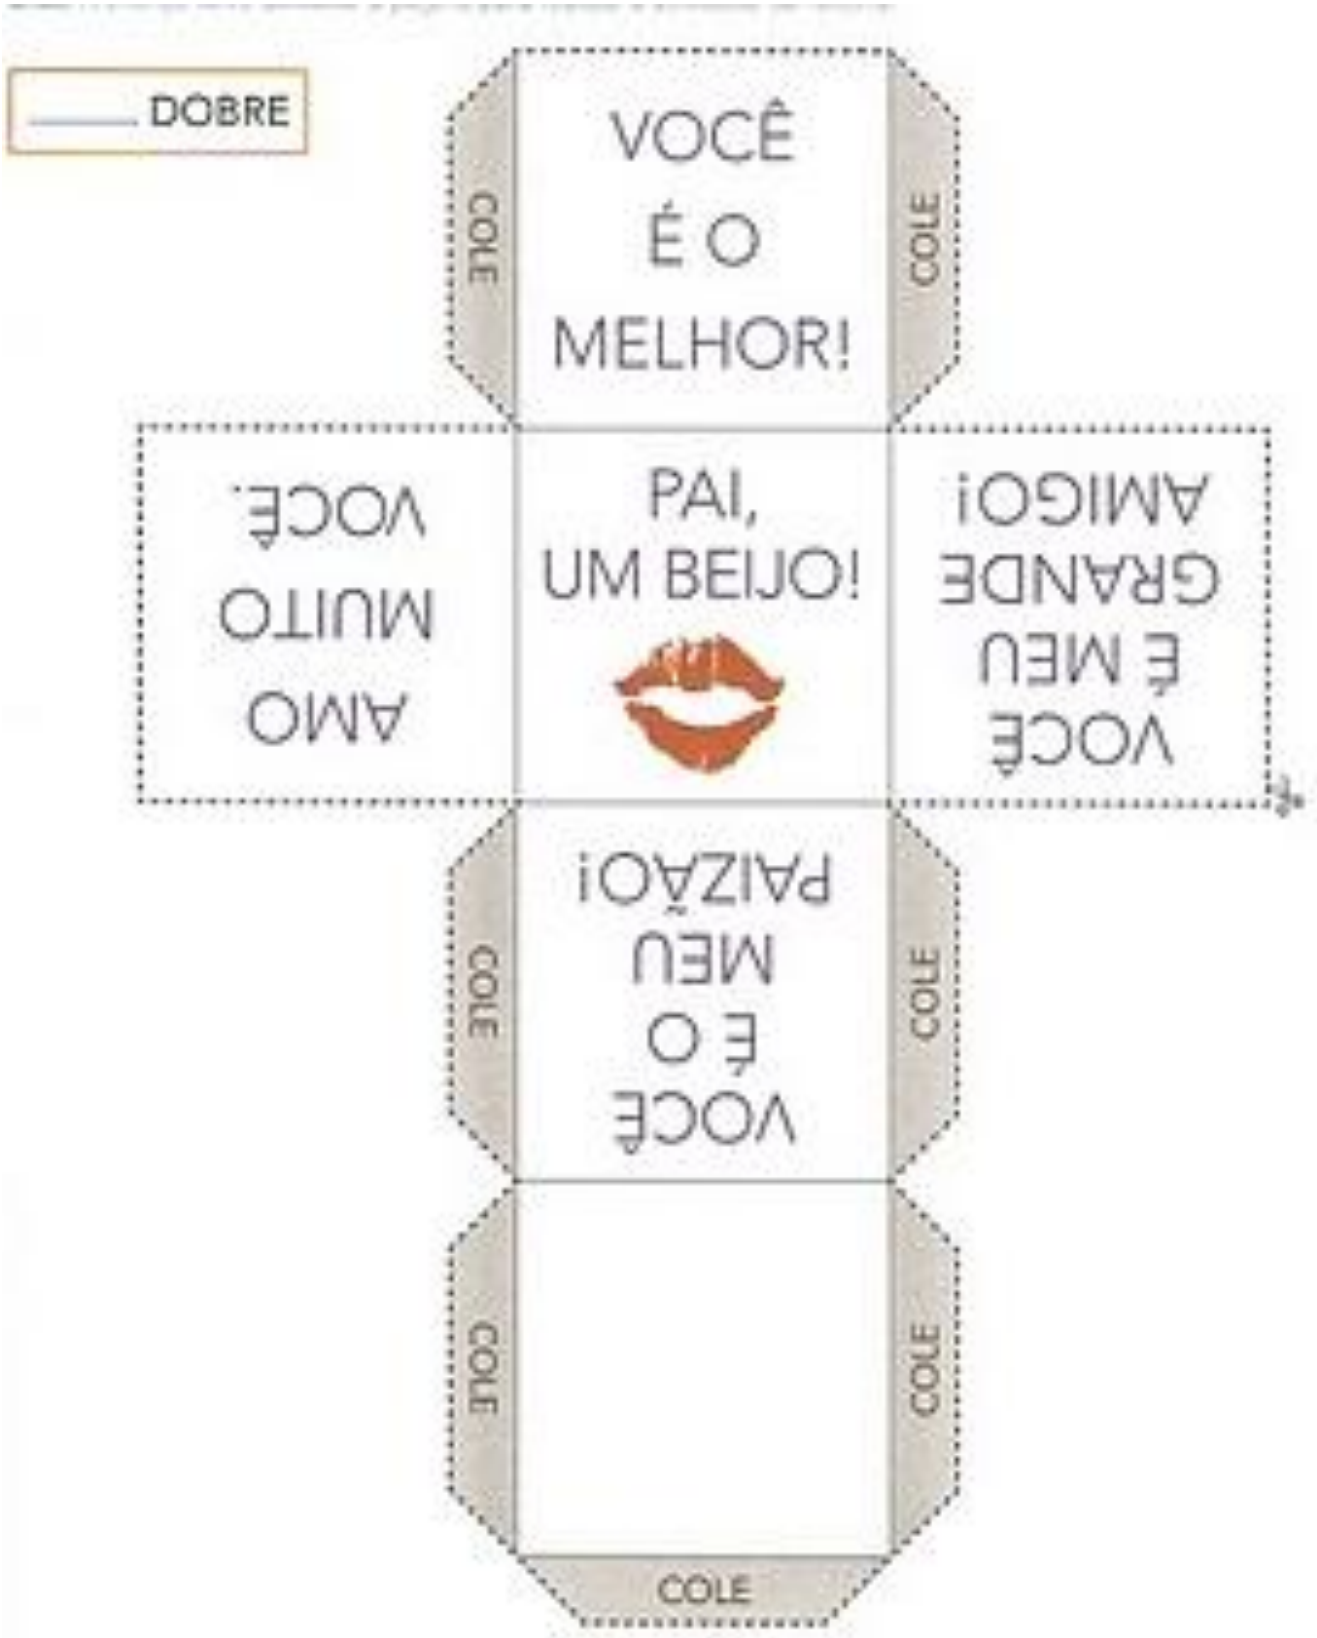 DOBRE
VOCÊ
É O
MELHOR!
COLE
COLE
AMO
MUITO
VOCÊ.
PAI,
UM BEIJO!
VOCÊ
É MEU
GRANDE
AMIGO!
VOCÊ
É O
MEU
PAIZÃO!
COLE
COLE
COLE
COLE
COLE